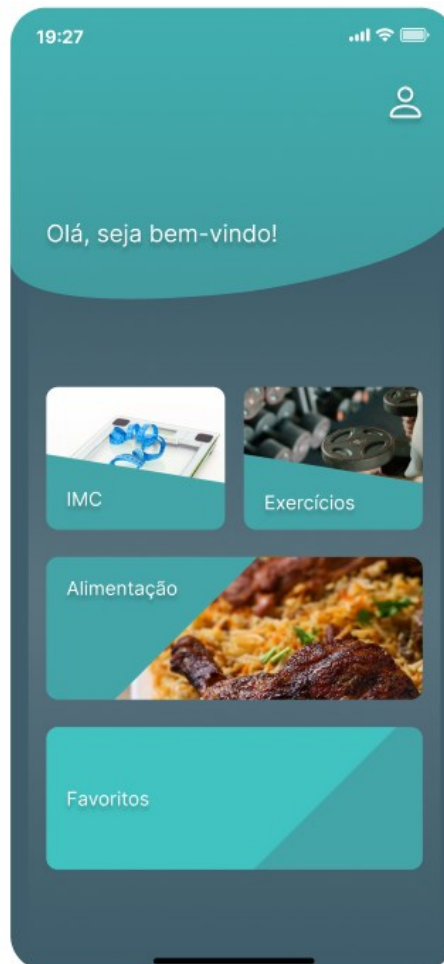 19:27
Olá, seja bem-vindo!
IMC
Exercícios
Alimentação
Favoritos